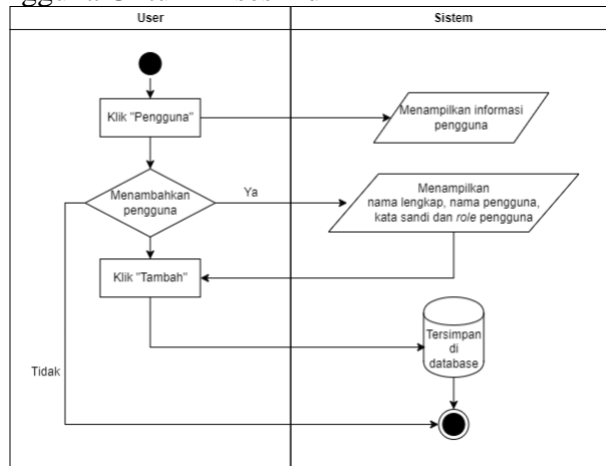 User
Sistem
Klik "Pengguna"
Menampilkan informasi
pengguna
Menambahkan
pengguna
Ya
Menampilkan
nama lengkap, nama pengguna,
kata sandi dan role pengguna
Klik "Tambah"
Tersimpan
di
database
Tidak